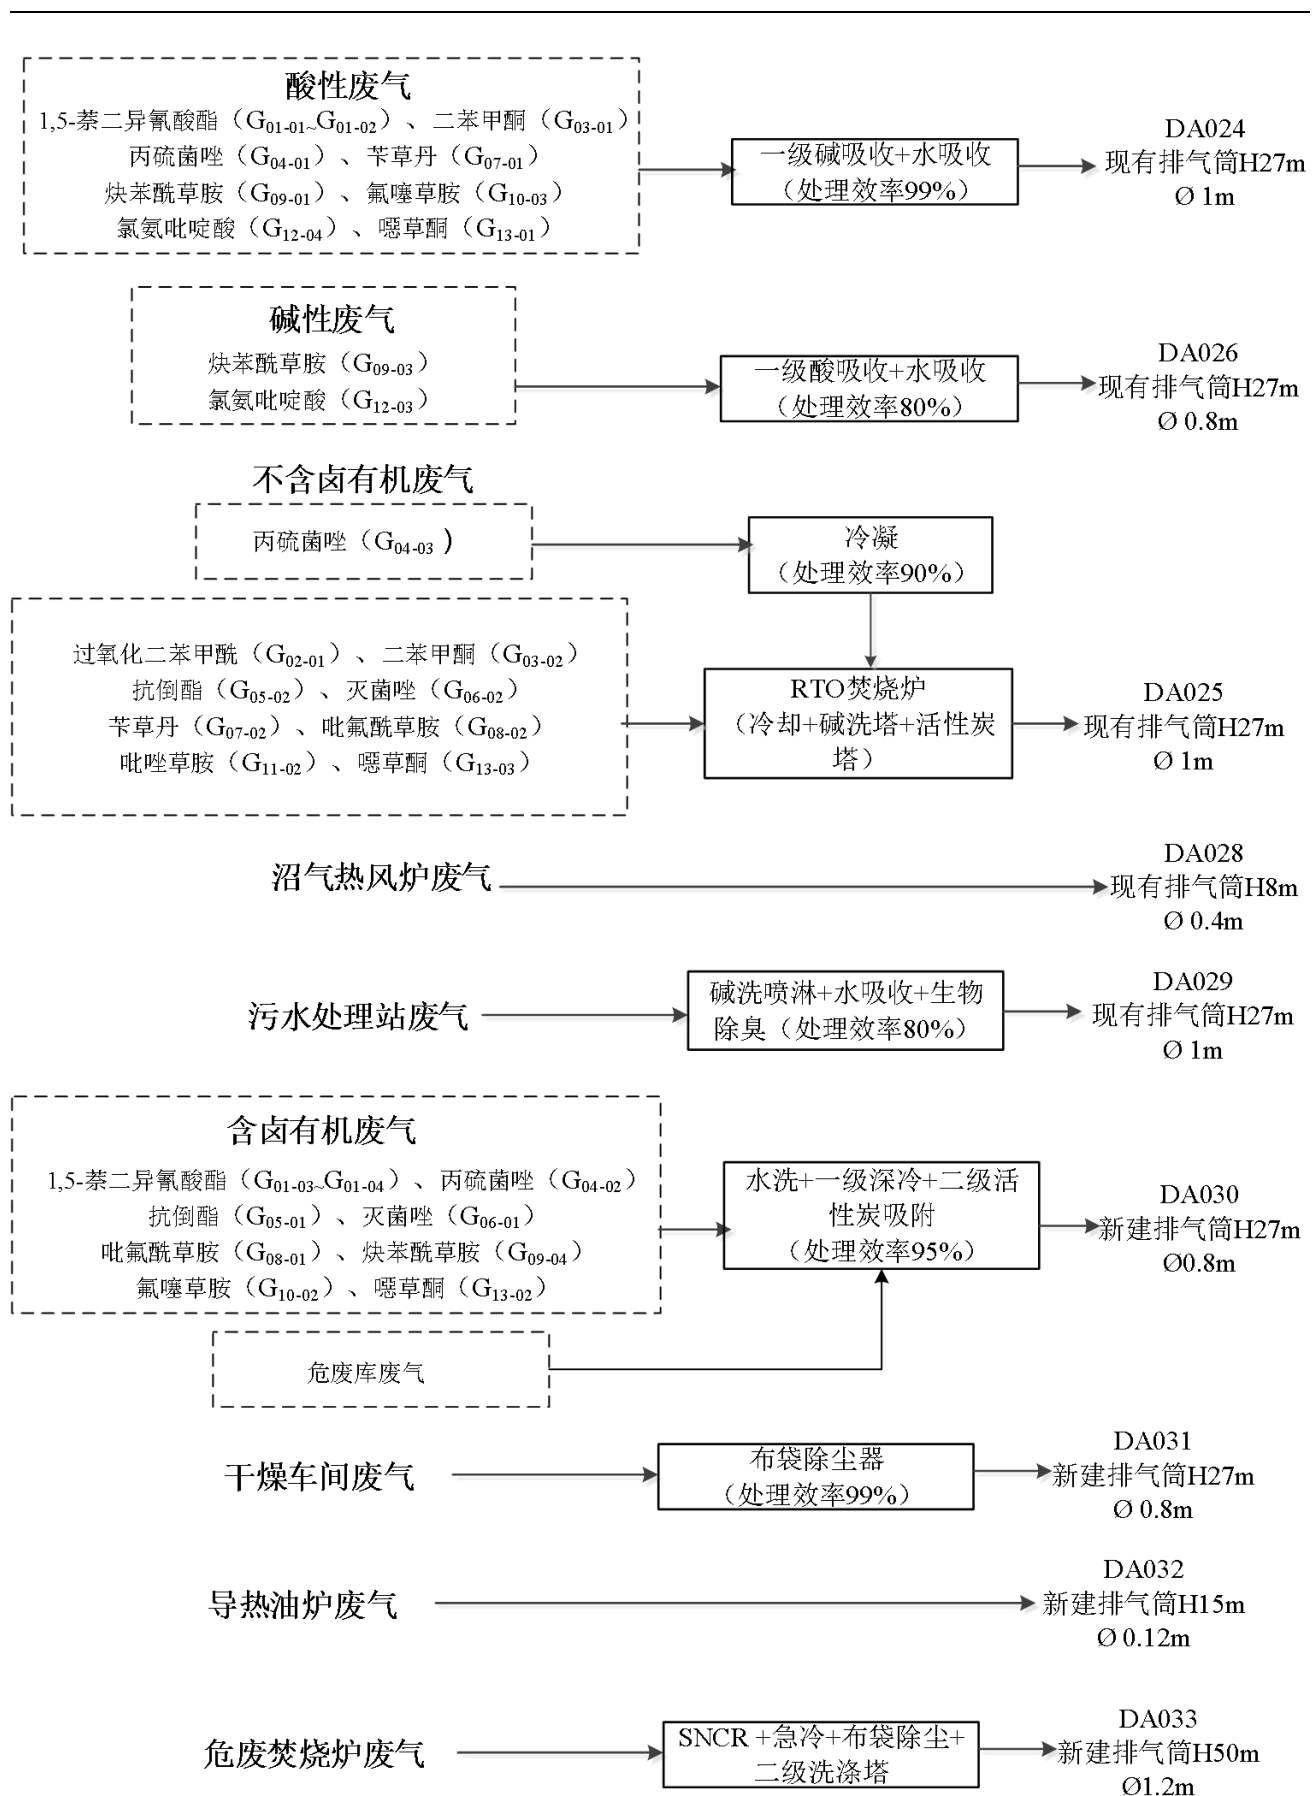 酸性废气
1,5-萘二异氰酸酯（G01-01~G01-02）、二苯甲酮（G03-01）
丙硫菌唑（G04-01）、苄草丹（G07-01）
炔苯酰草胺（G09-01）、氟噻草胺（G10-03）
氯氨吡啶酸（G12-04）、噁草酮（G13-01）
一级碱吸收+水吸收
（处理效率99%）
DA024
现有排气筒H27m
Ø 1m
碱性废气
炔苯酰草胺（G09-03）
氯氨吡啶酸（G12-03）
一级酸吸收+水吸收
（处理效率80%）
DA026
现有排气筒H27m
Ø 0.8m
不含卤有机废气
丙硫菌唑（G04-03 )
冷凝
（处理效率90%）
过氧化二苯甲酰（G02-01）、二苯甲酮（G03-02）
抗倒酯（G05-02）、灭菌唑（G06-02）
苄草丹（G07-02）、吡氟酰草胺（G08-02）
吡唑草胺（G11-02）、噁草酮（G13-03）
RTO焚烧炉
（冷却+碱洗塔+活性炭
塔）
DA025
现有排气筒H27m
Ø 1m
沼气热风炉废气
DA028
现有排气筒H8m
Ø 0.4m
污水处理站废气
碱洗喷淋+水吸收+生物
除臭（处理效率80%）
DA029
现有排气筒H27m
Ø 1m
含卤有机废气
1,5-萘二异氰酸酯（G01-03~G01-04）、丙硫菌唑（G04-02）
抗倒酯（G05-01）、灭菌唑（G06-01）
吡氟酰草胺（G08-01）、炔苯酰草胺（G09-04）
氟噻草胺（G10-02）、噁草酮（G13-02）
水洗+一级深冷+二级活
性炭吸附
（处理效率95%）
DA030
新建排气筒H27m
Ø0.8m
危废库废气
干燥车间废气
布袋除尘器
（处理效率99%）
DA031
新建排气筒H27m
Ø 0.8m
导热油炉废气
DA032
新建排气筒H15m
Ø 0.12m
危废焚烧炉废气
SNCR +急冷+布袋除尘+
二级洗涤塔
DA033
新建排气筒H50m
Ø1.2m